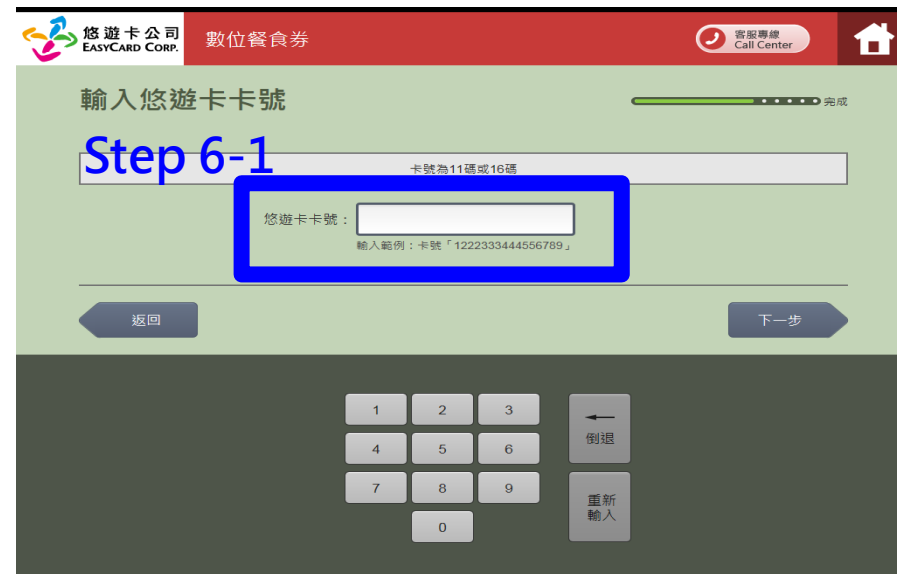 悠遊卡公司
EASYCARD CORP.
數位餐食券
客服專線
Call Center
輸入悠遊卡卡號
完成
Step 6-1
卡號為11碼或16碼
悠遊卡卡號：
輸入範例：卡號「1222333444556789」
返回
下一步
1 2 3
倒退
4 5 6
7 8 9
重新
輸入
0